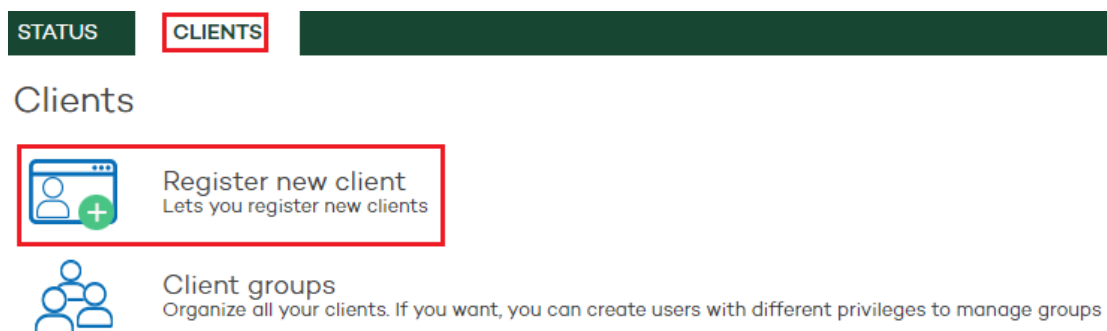 STATUS CLIENTS
Clients
Register new client
Lets you register new clients
Client groups
Organize all your clients. If you want, you can create users with different privileges to manage groups